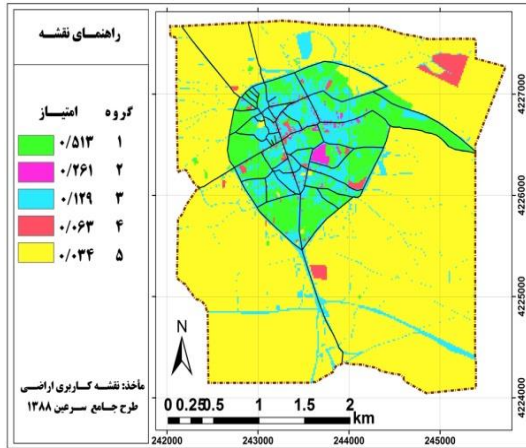 راهنمای نقشه
گروه امتیاز
۱ ۰/۵۱۳
۲ ۰/۲۶۱
۳ ۰/۱۲۹
۴ ۰/۰۶۳
۵ ۰/۰۳۴
مأخذ: نقشه کاربری اراضی
طرح جامع سرعین ۱۳۸۸
N
0 0.25 0.5 1 1.5 2
km
242000 243000 244000 245000
4227000
4226000
4225000
4224000